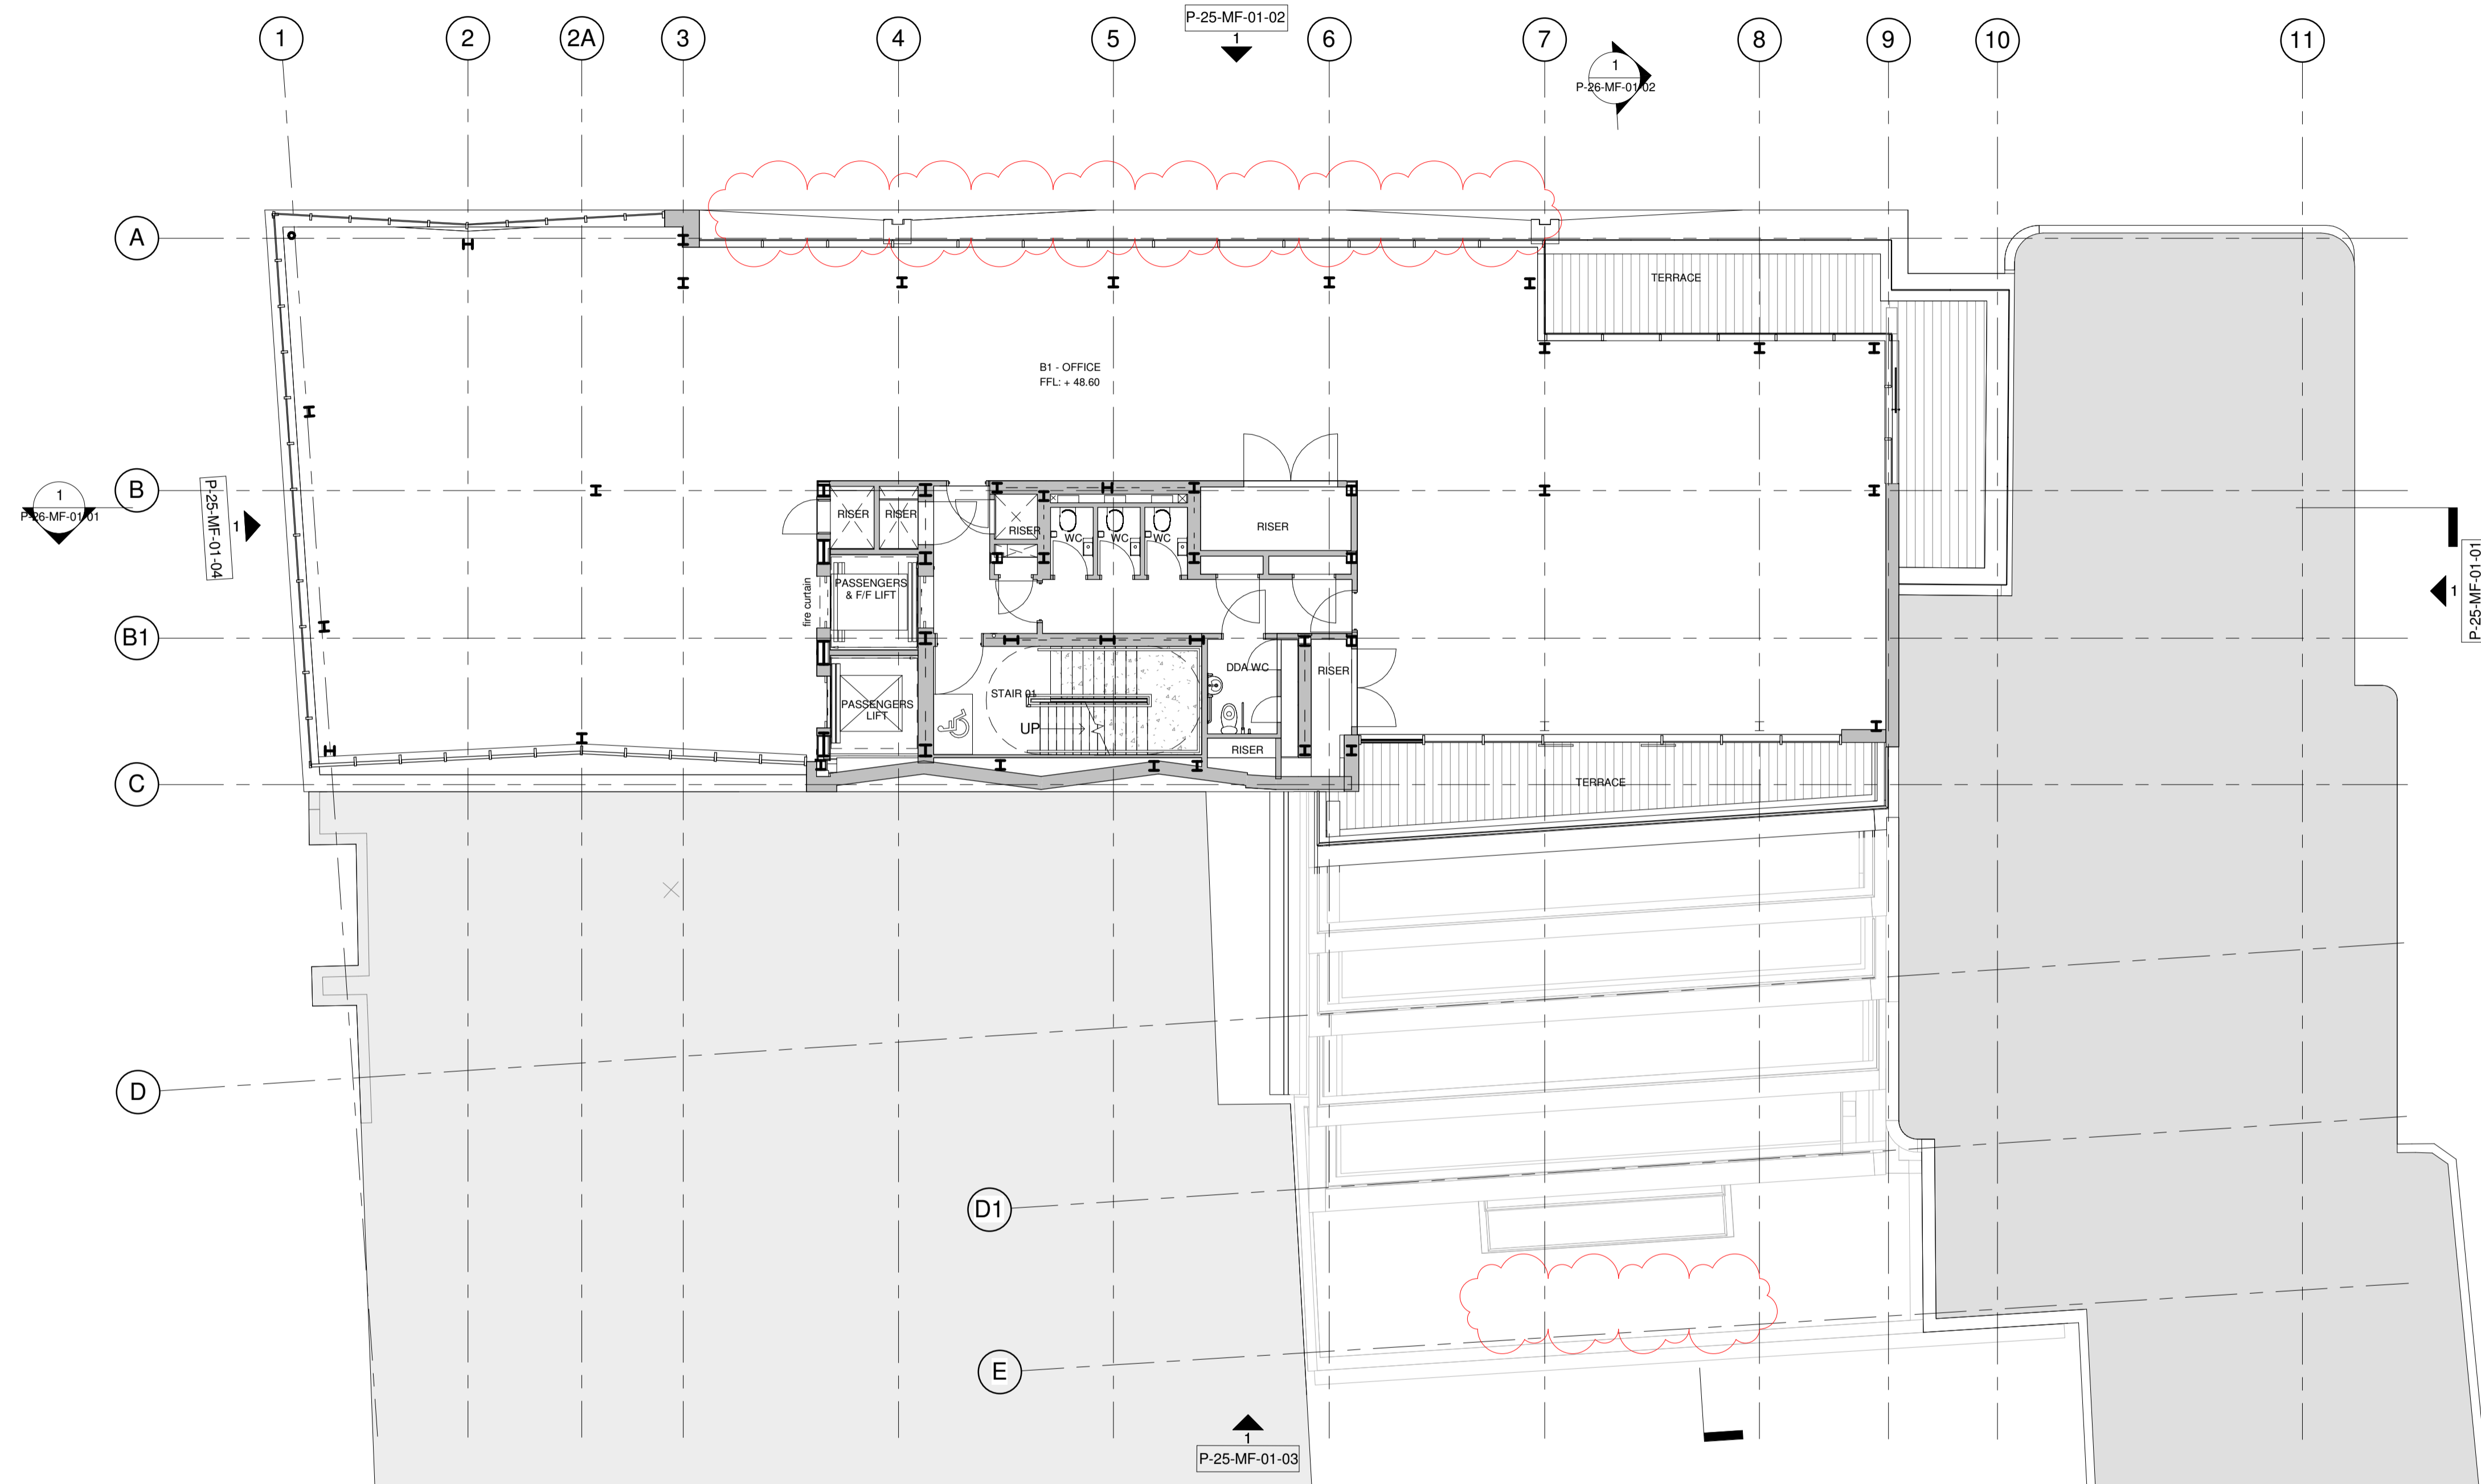 P-25-MF-01-02
1
1
2
2A
3
4
5
6
7
8
9
10
11
1
P-26-MF-01/02
A
TERRACE
B1 - OFFICE
FFL: + 48.60
B
1
P-26-MF-01/01
P-25-MF-01-04
1
RISER
RISER
RISER
WC
WC
WC
RISER
fire curtain
PASSENGERS
& F/F LIFT
P-25-MF-01-01
1
B1
STAIR 01
DDA WC
RISER
PASSENGERS
LIFT
UP
RISER
C
TERRACE
D
D1
E
1
P-25-MF-01-03